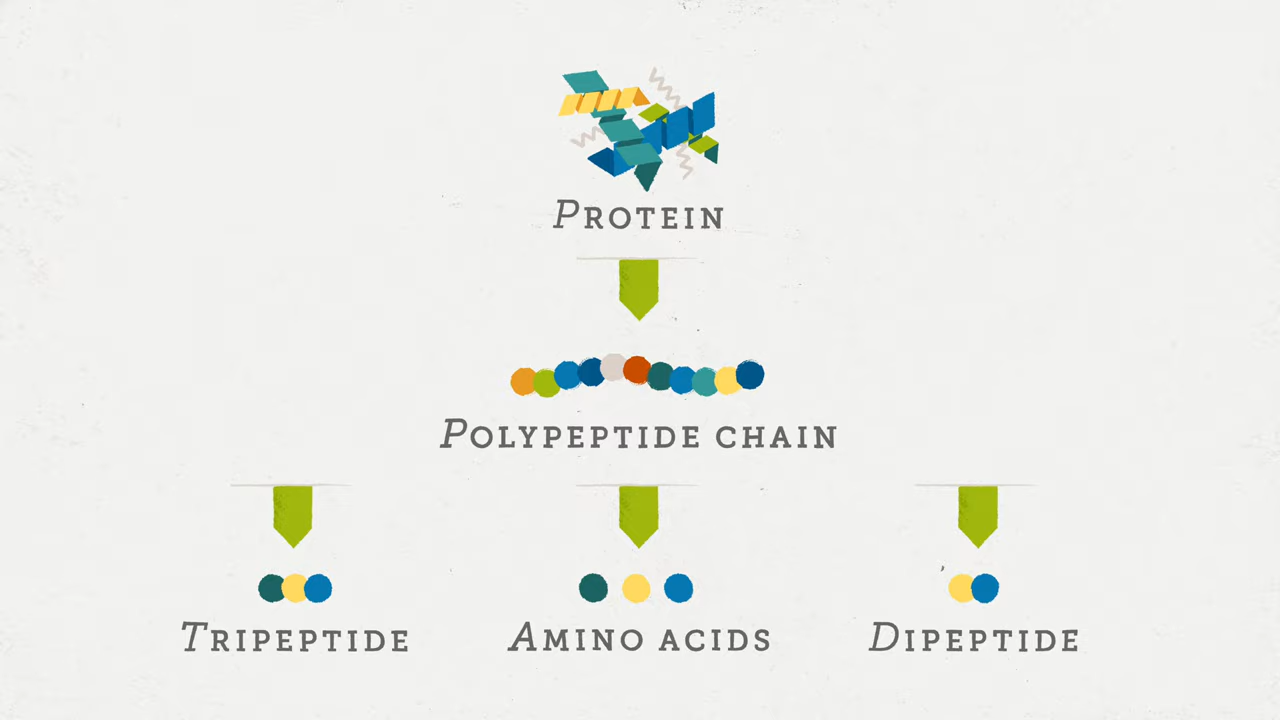 Protein
Polypeptide chain
Tripeptide
Amino acids
Dipeptide